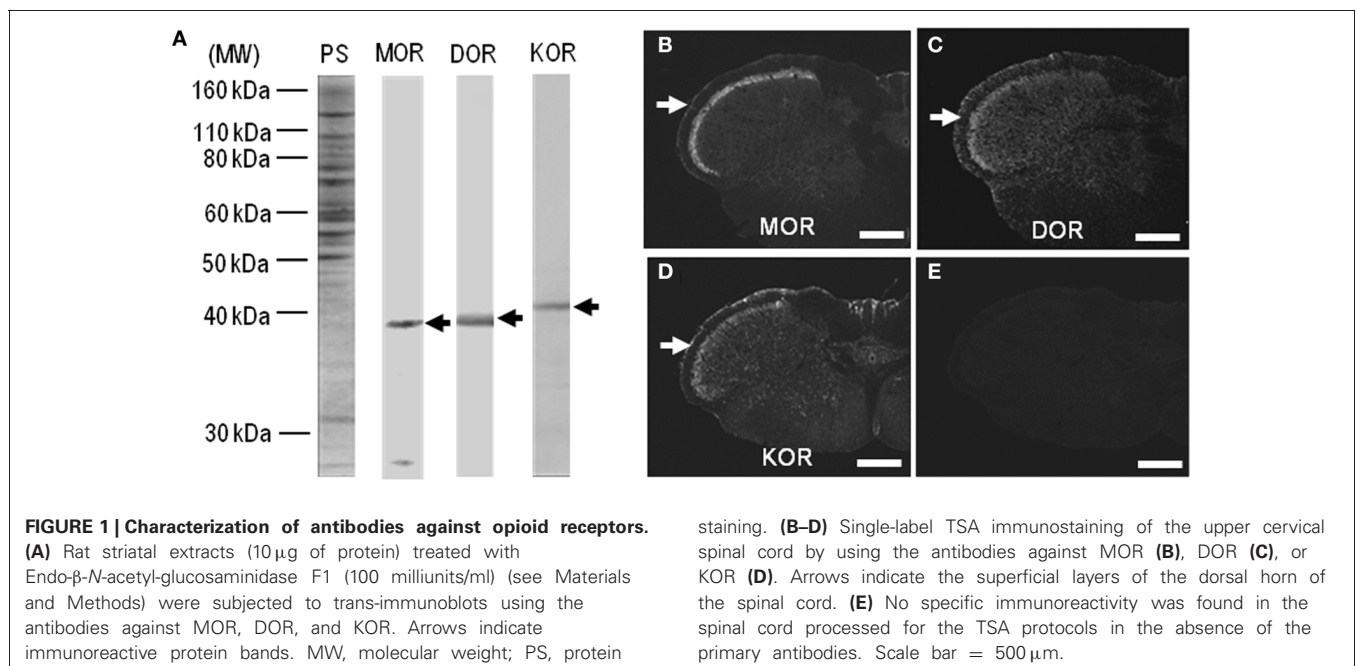 A (MW) PS MOR DOR KOR
160 kDa
110 kDa
80 kDa
60 kDa
50 kDa
40 kDa
30 kDa
B
MOR
C
DOR
D
KOR
E
FIGURE 1 | Characterization of antibodies against opioid receptors.
(A) Rat striatal extracts (10 μg of protein) treated with
Endo-β-N-acetyl-glucosaminidase F1 (100 milliunits/ml) (see Materials
and Methods) were subjected to trans-immunoblots using the
antibodies against MOR, DOR, and KOR. Arrows indicate
immunoreactive protein bands. MW, molecular weight; PS, protein
staining. (B–D) Single-label TSA immunostaining of the upper cervical
spinal cord by using the antibodies against MOR (B), DOR (C), or
KOR (D). Arrows indicate the superficial layers of the dorsal horn of
the spinal cord. (E) No specific immunoreactivity was found in the
spinal cord processed for the TSA protocols in the absence of the
primary antibodies. Scale bar = 500 μm.